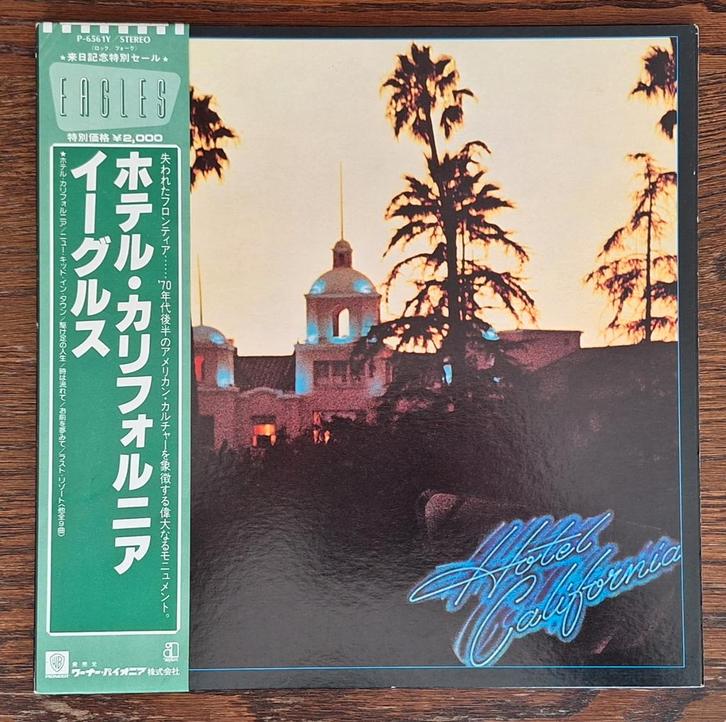 P-6561Y/STEREO
(ロック, フォーク)
★来日記念特別セール★
EAGLES
特別価格 ¥2,000
失われたフロンティア……'70年代後半のアメリカン・カルチャーを象徴する偉大なるモニュメント。
ホテル・カリフォルニア
イーグルス
★ホテル・カリフォルニア/ニュー・キッド・イン・タウン/駆け足の人生/時は流れて/お前を夢みて/ラスト・リゾート(他全9曲)
発売元
ワーナー・パイオニア株式会社
PIONEER
Hotel
California